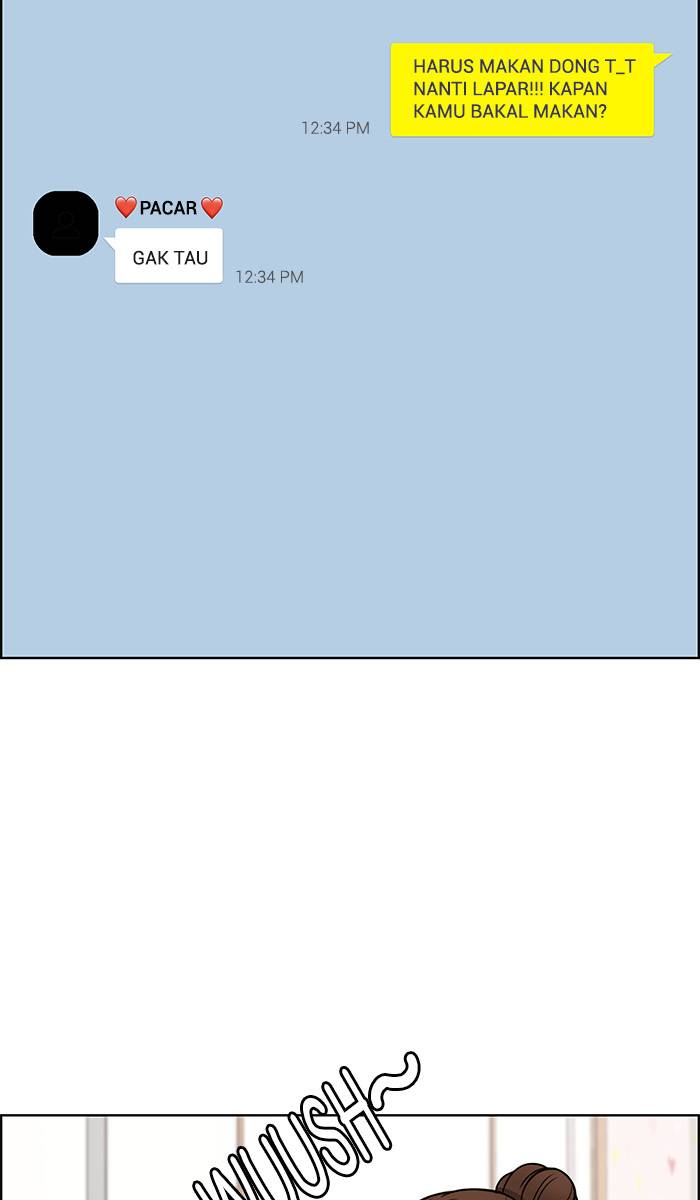 HARUS MAKAN DONG T_T
NANTI LAPAR!!! KAPAN
KAMU BAKAL MAKAN?
12:34 PM
❤️PACAR❤️
GAK TAU
12:34 PM
WUUSH~